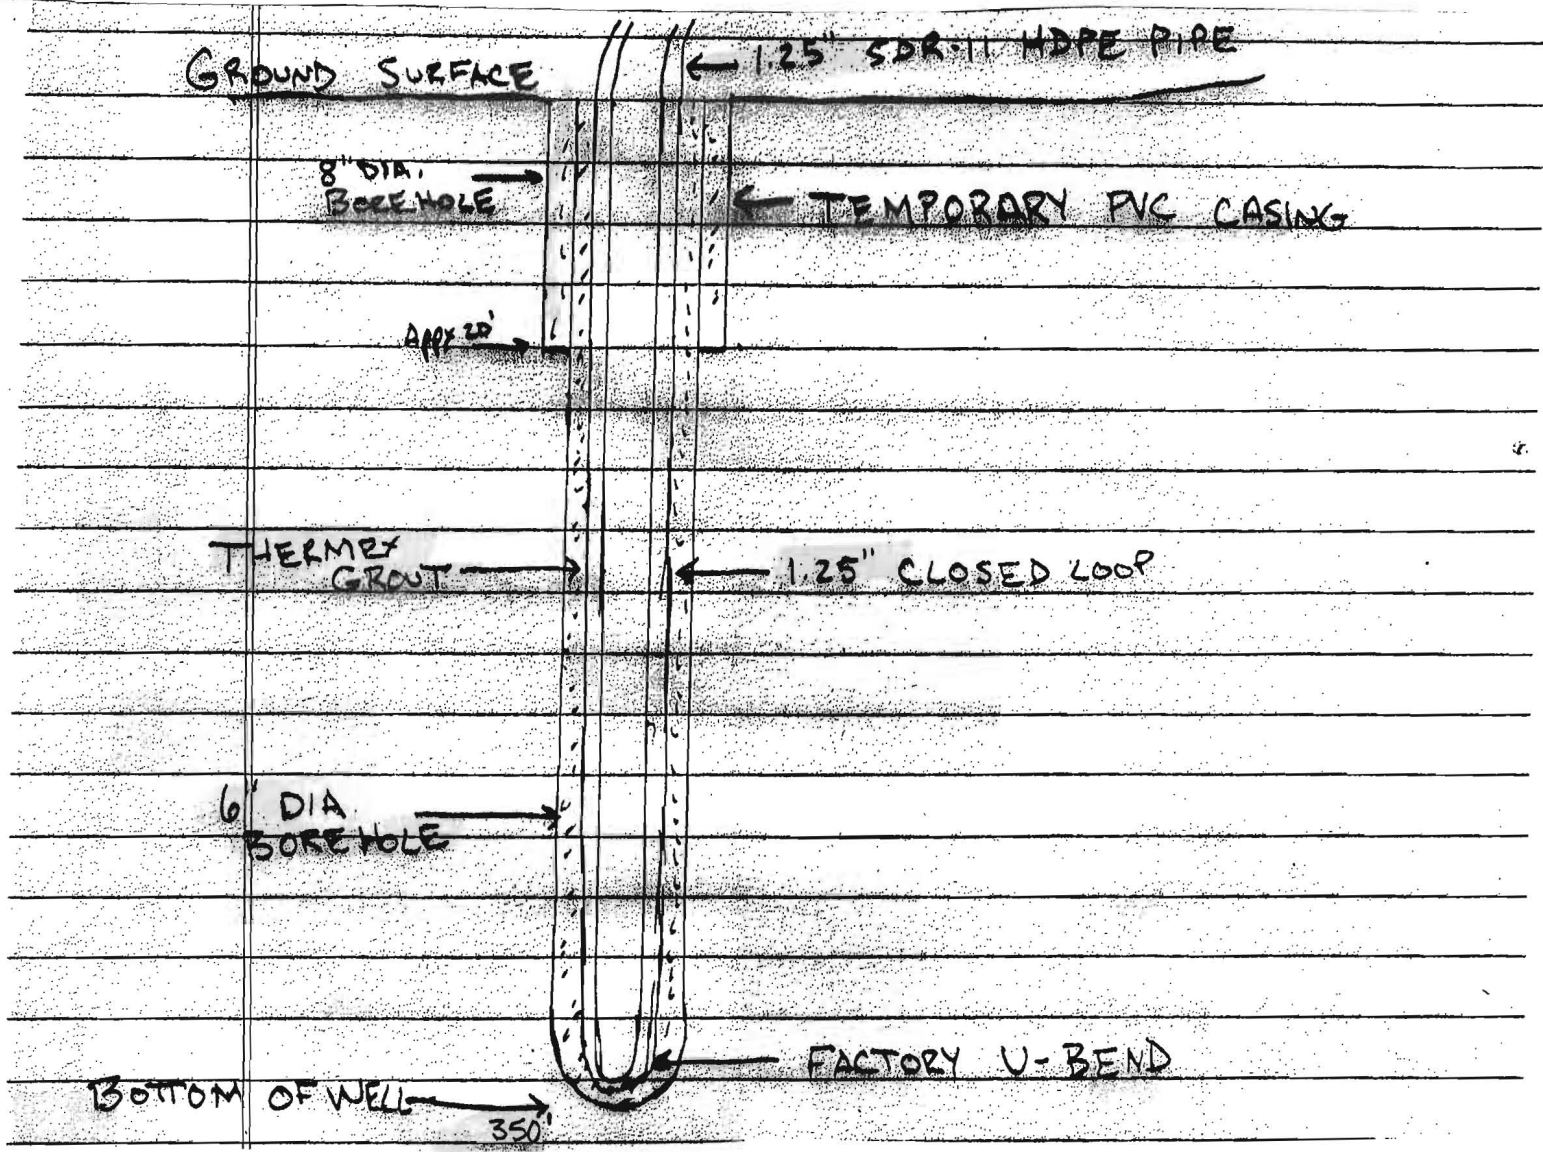 1.25" SDR-11 HDPE PIPE
GROUND SURFACE
8" DIA.
BOREHOLE
TEMPORARY PVC CASING
Appx 20'
THERMEX
GROUT
1.25" CLOSED LOOP
6" DIA
BOREHOLE
FACTORY U-BEND
BOTTOM OF WELL
350'